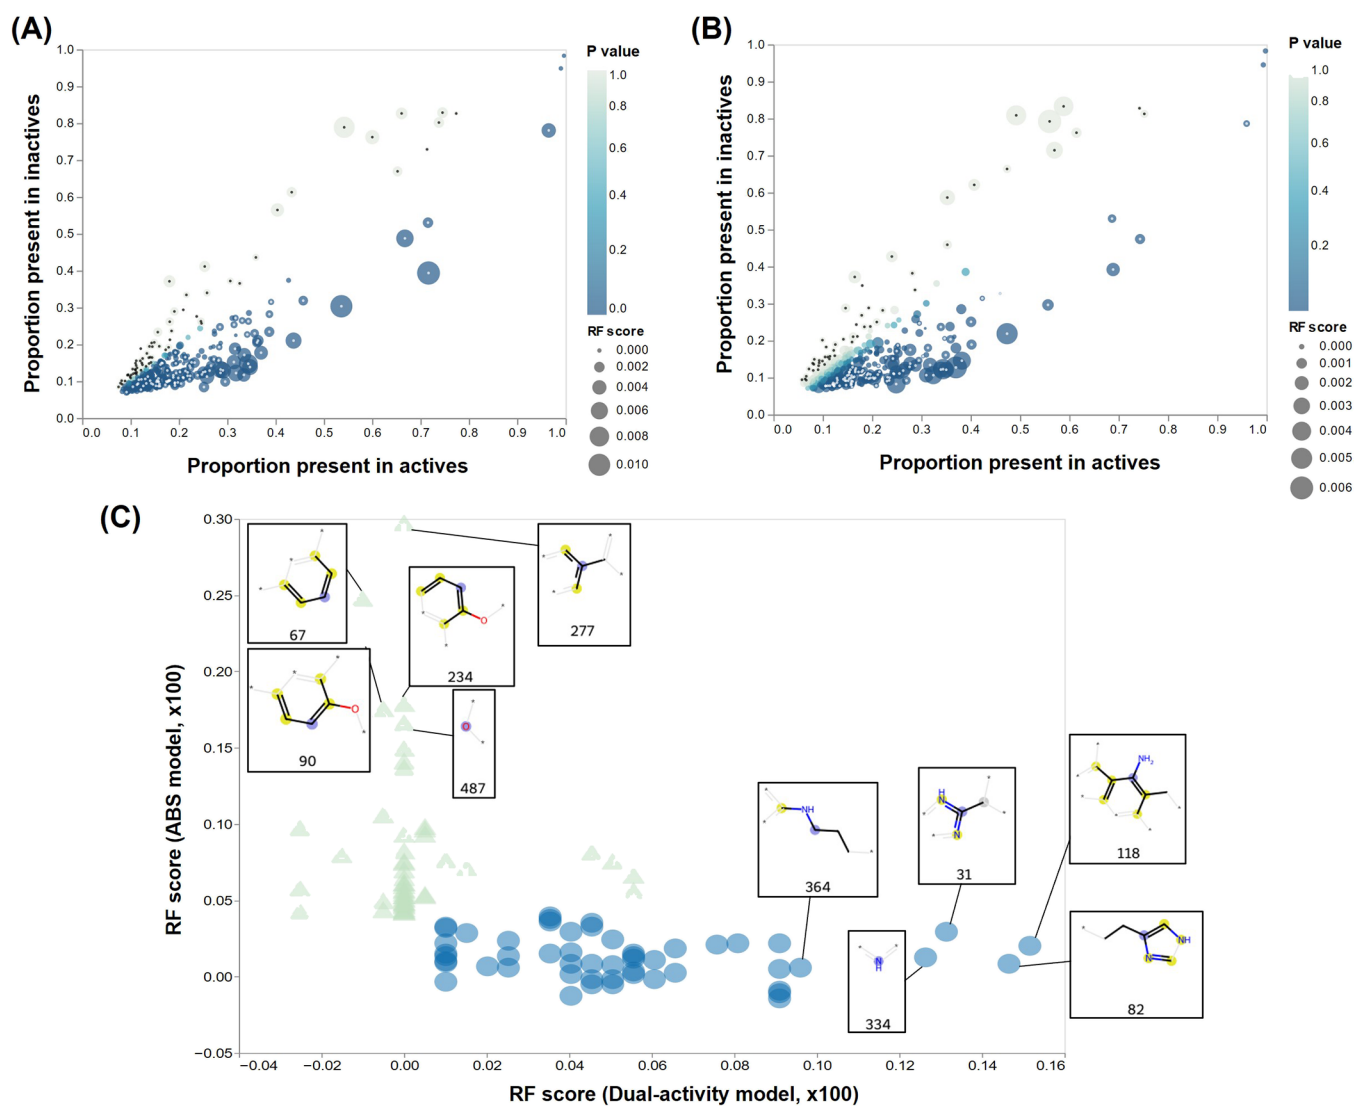 (A)
P value
1.0
0.8
0.6
0.4
0.2
0.0
RF score
0.000
0.002
0.004
0.006
0.008
0.010
Proportion present in inactives
1.0
0.9
0.8
0.7
0.6
0.5
0.4
0.3
0.2
0.1
0.0
0.0 0.1 0.2 0.3 0.4 0.5 0.6 0.7 0.8 0.9 1.0
Proportion present in actives
(B)
P value
1.0
0.8
0.6
0.4
0.2
RF score
0.000
0.001
0.002
0.003
0.004
0.005
0.006
Proportion present in inactives
1.0
0.9
0.8
0.7
0.6
0.5
0.4
0.3
0.2
0.1
0.0
0.0 0.1 0.2 0.3 0.4 0.5 0.6 0.7 0.8 0.9 1.0
Proportion present in actives
(C)
RF score (ABS model, x100)
0.30
0.25
0.20
0.15
0.10
0.05
0.00
−0.05
67
O
234
277
O
90
O
487
NH
364
H
N
N
31
NH₂
118
N
H
334
NH
N
82
−0.04 −0.02 0.00 0.02 0.04 0.06 0.08 0.10 0.12 0.14 0.16
RF score (Dual-activity model, x100)